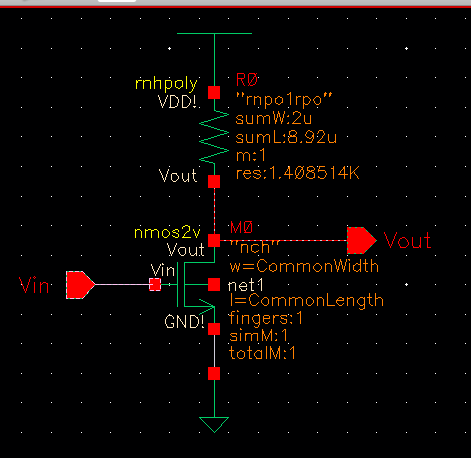 rnhpoly
R0
VDD!
"rnpo1rpo"
sumW:2u
sumL:8.92u
m:1
res:1.408514K
Vout
nmos2v
M0
Vout
"nch"
Vout
w=CommonWidth
Vin
Vin
net1
l=CommonLength
GND!
fingers:1
simM:1
totalM:1